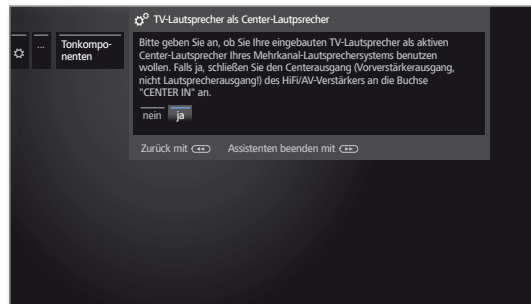 TV-Lautsprecher als Center-Lautpsrecher
...
Tonkompo-
nenten
Bitte geben Sie an, ob Sie Ihre eingebauten TV-Lautsprecher als aktiven
Center-Lautsprecher Ihres Mehrkanal-Lautsprechersystems benutzen
wollen. Falls ja, schließen Sie den Centerausgang (Vorverstärkerausgang,
nicht Lautsprecherausgang!) des HiFi/AV-Verstärkers an die Buchse
"CENTER IN" an.
nein ja
Zurück mit Assistenten beenden mit